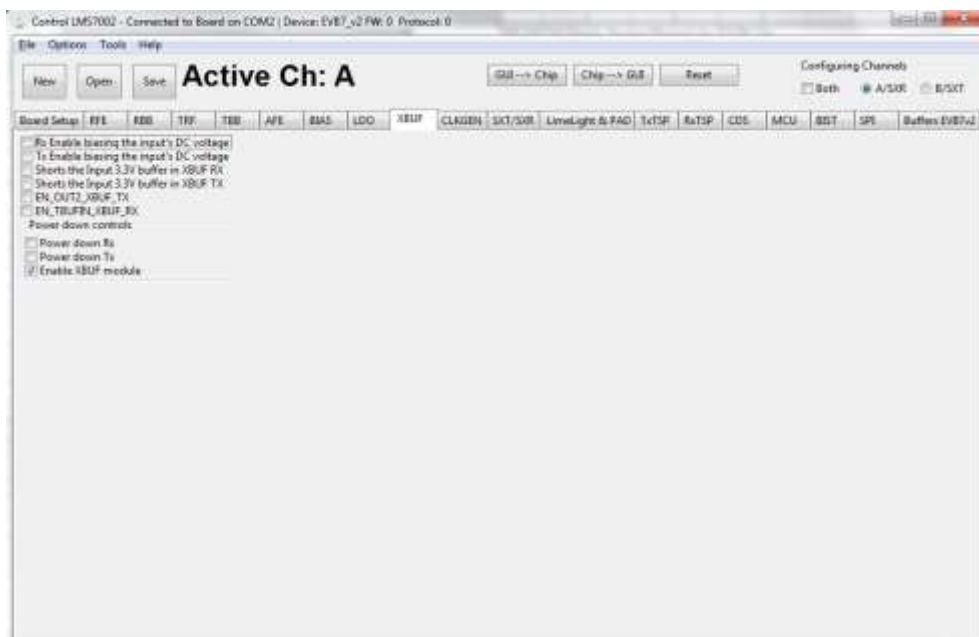 Control LMS7002 - Connected to Board on COM2 | Device: EVB7_v2 FW: 0 Protocol: 0
File Options Tools Help
New Open Save Active Ch: A GUI --> Chip Chip --> GUI Reset Configuring Channels
Both A/SXR B/SXT
Board Setup RFE RBB TRF TBB AFE BIAS LDO XBUF CLKGEN SXT/SXR LimeLight & PAD TxTSP RxTSP CDS MCU BIST SPI Buffers EVB7v2
Rx Enable biasing the input's DC voltage
Tx Enable biasing the input's DC voltage
Shorts the Input 3.3V buffer in XBUF RX
Shorts the Input 3.3V buffer in XBUF TX
EN_OUT2_XBUF_TX
EN_TBUFIN_XBUF_RX
Power down controls
Power down Rx
Power down Tx
Enable XBUF module